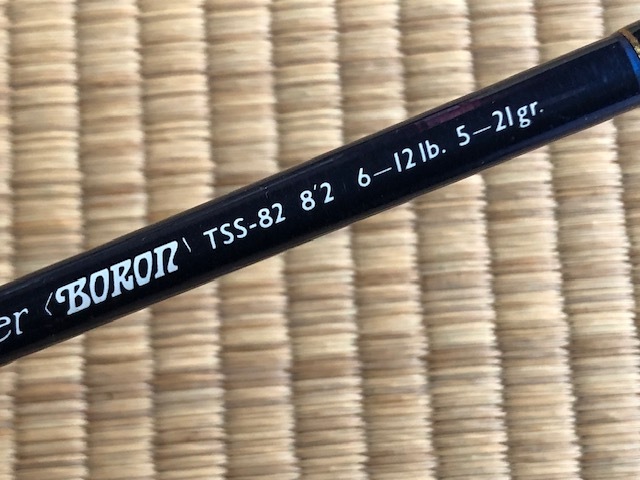 er 〈BORON〉 TSS-82 8'2 6-12lb. 5-21gr.